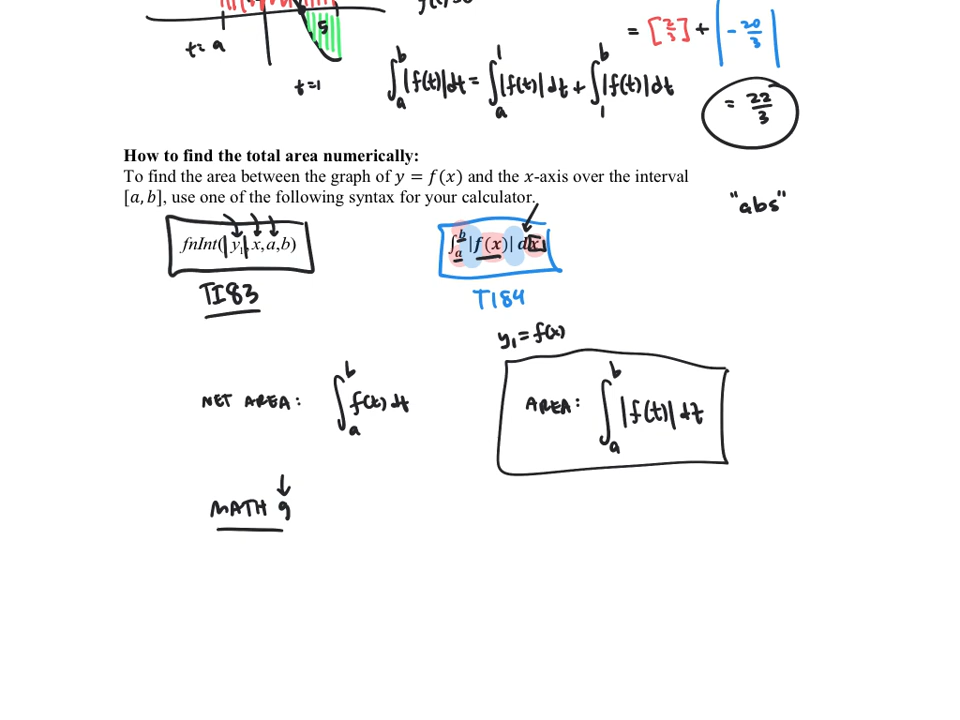 = [2/3] + |-20/3|
5
t=a
t=1
∫_a^b |f(t)|dt = ∫_a^1 |f(t)|dt + ∫_1^b |f(t)|dt
= 22/3
How to find the total area numerically:
To find the area between the graph of y = f(x) and the x-axis over the interval
[a, b], use one of the following syntax for your calculator.
"abs"
fnInt(|y₁|,x,a,b)
∫_a^b |f(x)| dx
TI83
TI84
y₁ = f(x)
NET AREA: ∫_a^b f(t) dt
AREA: ∫_a^b |f(t)| dt
MATH 9